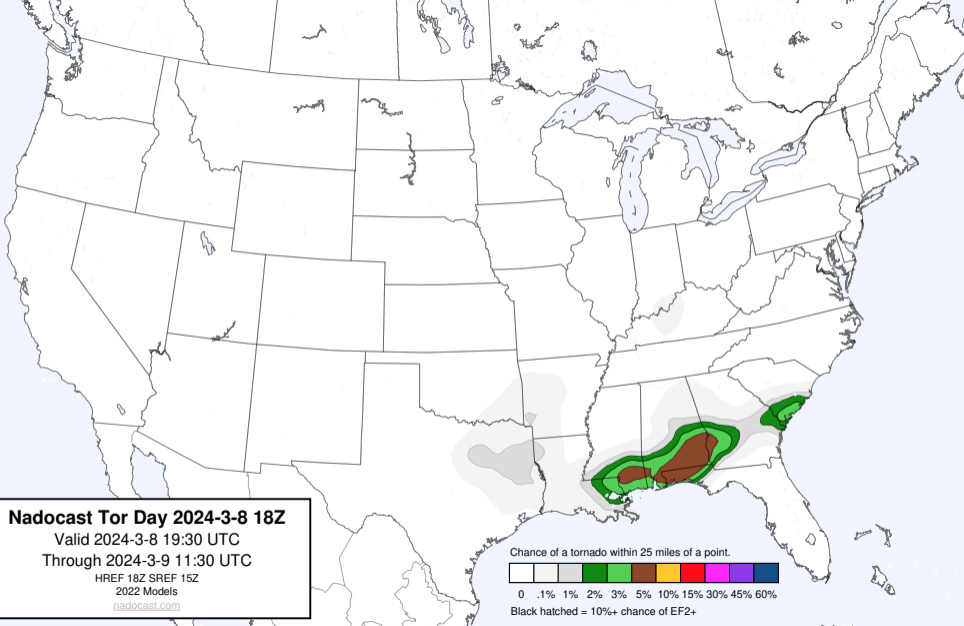 Nadocast Tor Day 2024-3-8 18Z
Valid 2024-3-8 19:30 UTC
Through 2024-3-9 11:30 UTC
HREF 18Z SREF 15Z
2022 Models
nadocast.com
Chance of a tornado within 25 miles of a point.
0 .1% 1% 2% 3% 5% 10% 15% 30% 45% 60%
Black hatched = 10%+ chance of EF2+